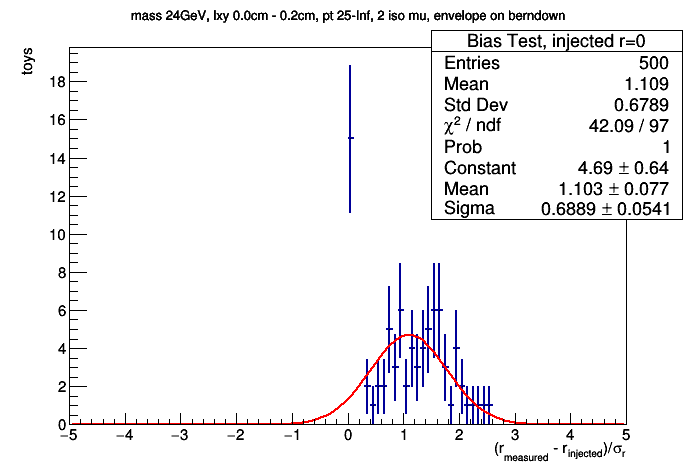 mass 24GeV, lxy 0.0cm - 0.2cm, pt 25-Inf, 2 iso mu, envelope on berndown
toys
Bias Test, injected r=0
Entries 500
Mean 1.109
Std Dev 0.6789
χ² / ndf 42.09 / 97
Prob 1
Constant 4.69 ± 0.64
Mean 1.103 ± 0.077
Sigma 0.6889 ± 0.0541
18
16
14
12
10
8
6
4
2
0
−5 −4 −3 −2 −1 0 1 2 3 4 5
(r_measured - r_injected)/σ_r